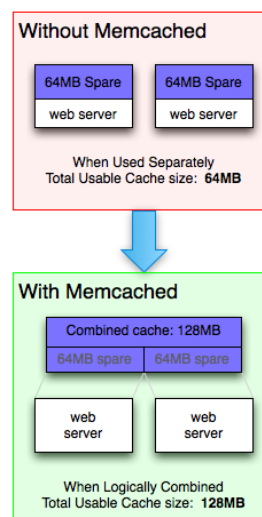 Without Memcached
64MB Spare 64MB Spare
web server web server
When Used Separately
Total Usable Cache size: 64MB
With Memcached
Combined cache: 128MB
64MB spare 64MB spare
web web
server server
When Logically Combined
Total Usable Cache size: 128MB